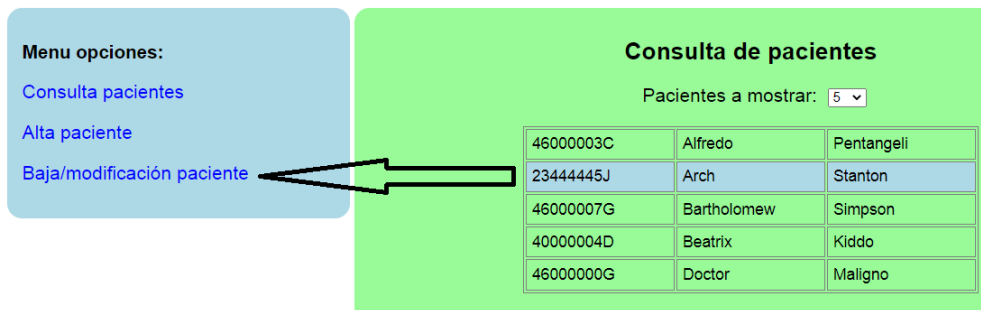 Menu opciones:
Consulta pacientes
Alta paciente
Baja/modificación paciente
Consulta de pacientes
Pacientes a mostrar: 5
46000003C Alfredo Pentangeli
23444445J Arch Stanton
46000007G Bartholomew Simpson
40000004D Beatrix Kiddo
46000000G Doctor Maligno